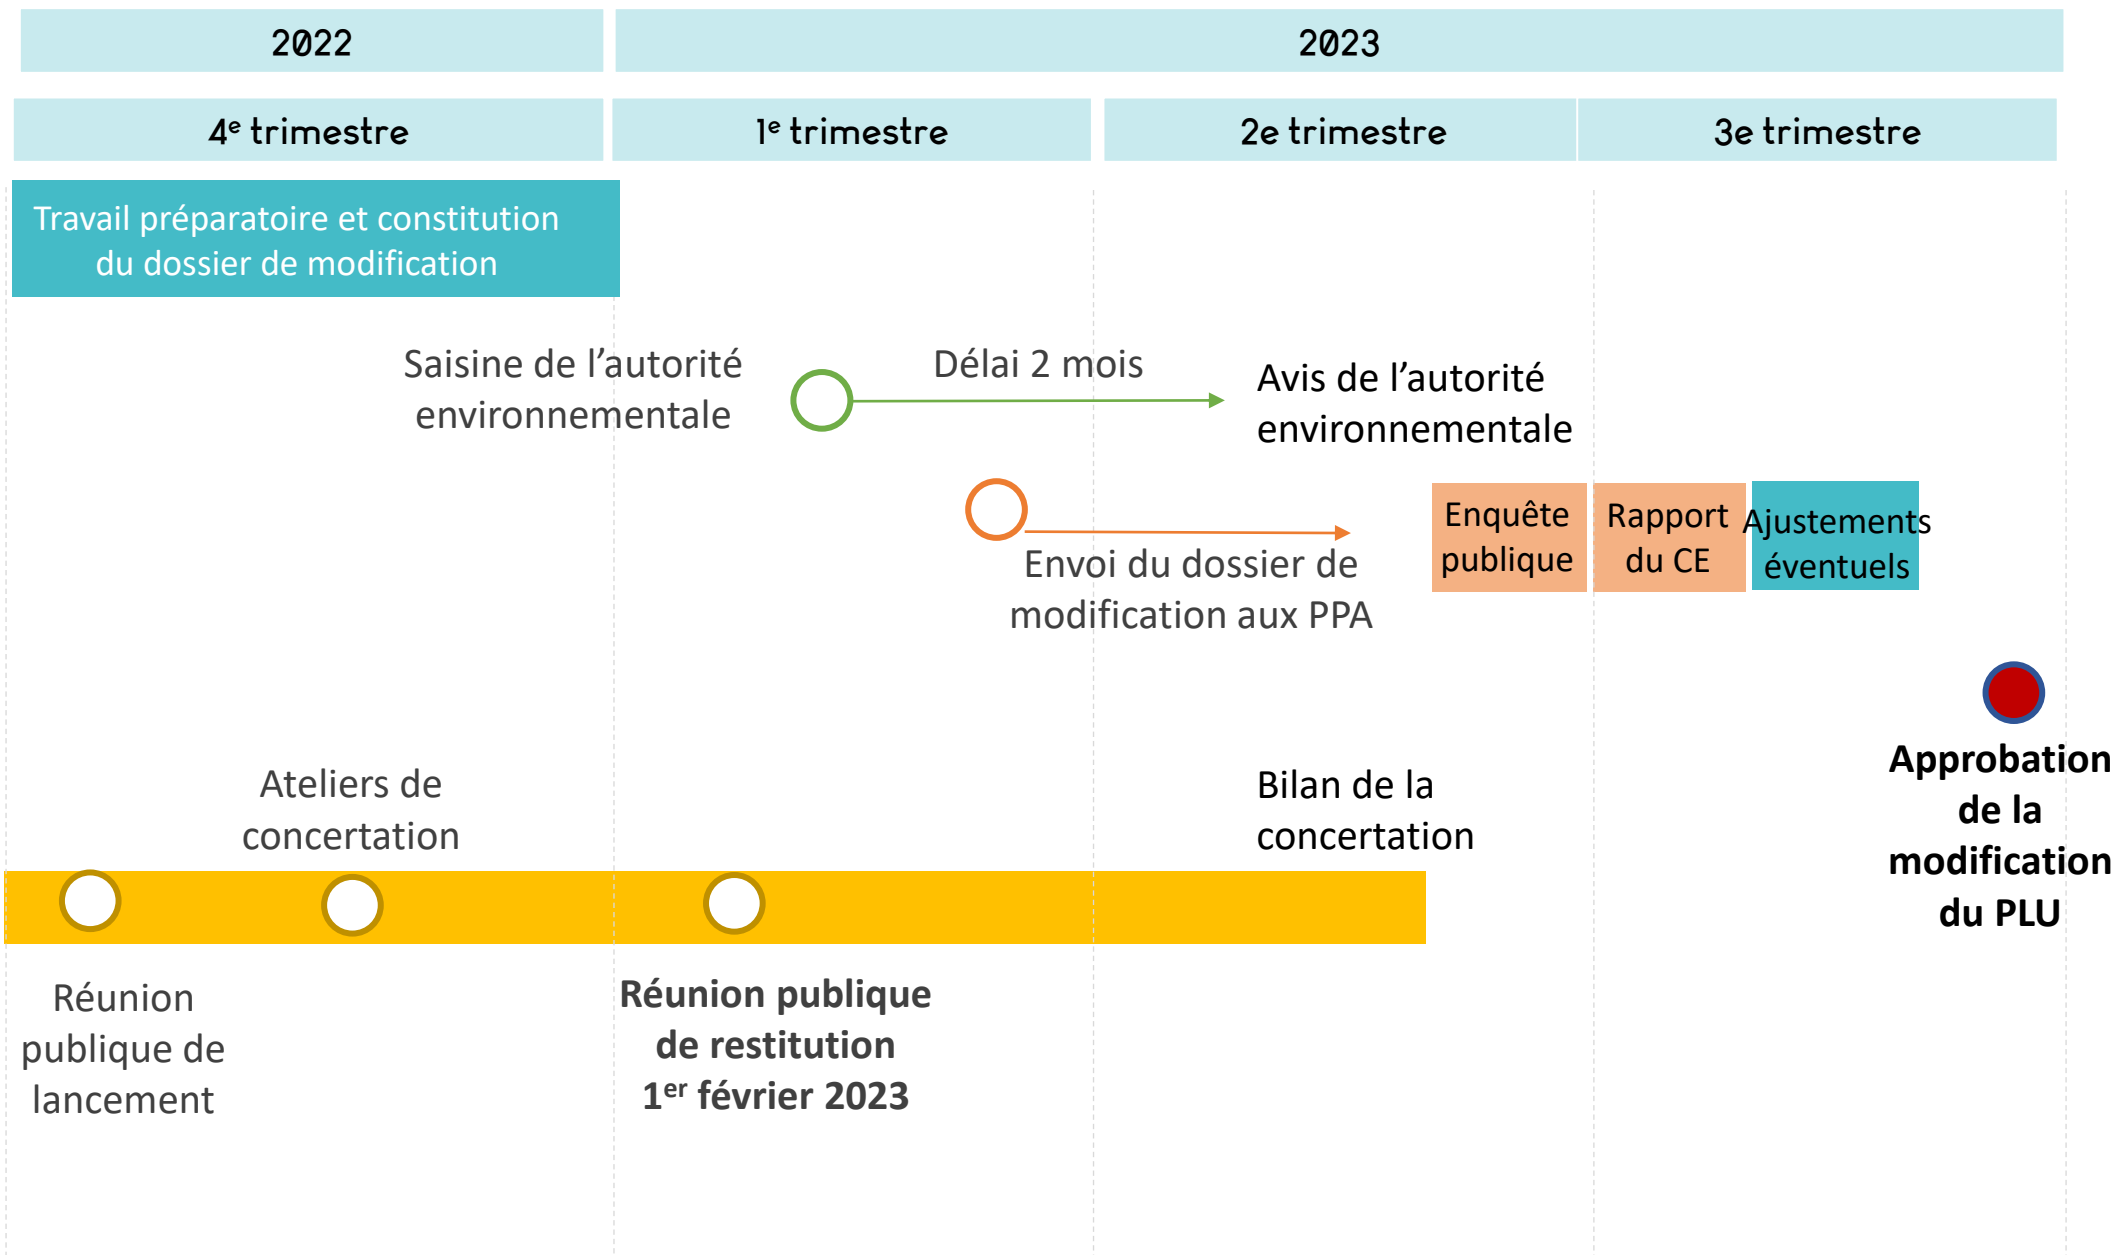 2022
2023
4e trimestre
1e trimestre
2e trimestre
3e trimestre
Travail préparatoire et constitution
du dossier de modification
Saisine de l’autorité
environnementale
Délai 2 mois
Avis de l’autorité
environnementale
Envoi du dossier de
modification aux PPA
Enquête
publique
Rapport
du CE
Ajustements
éventuels
Approbation
de la
modification
du PLU
Ateliers de
concertation
Bilan de la
concertation
Réunion
publique de
lancement
Réunion publique
de restitution
1er février 2023